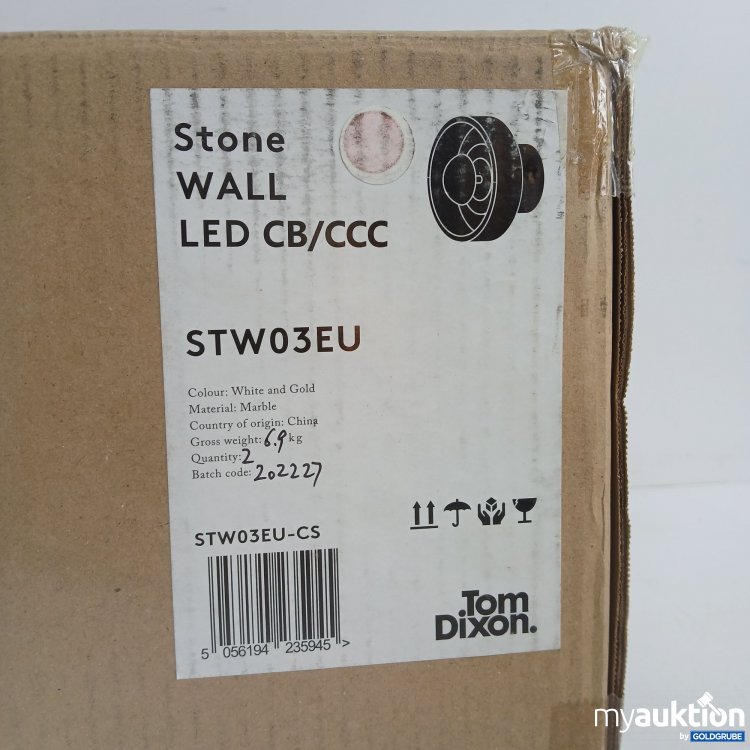 Stone
WALL
LED CB/CCC
STW03EU
Colour: White and Gold
Material: Marble
Country of origin: China
Gross weight: 6.9 kg
Quantity: 2
Batch code: 202227
STW03EU-CS
5 056194 235945 >
Tom
Dixon.
myauktion
by GOLDGRUBE